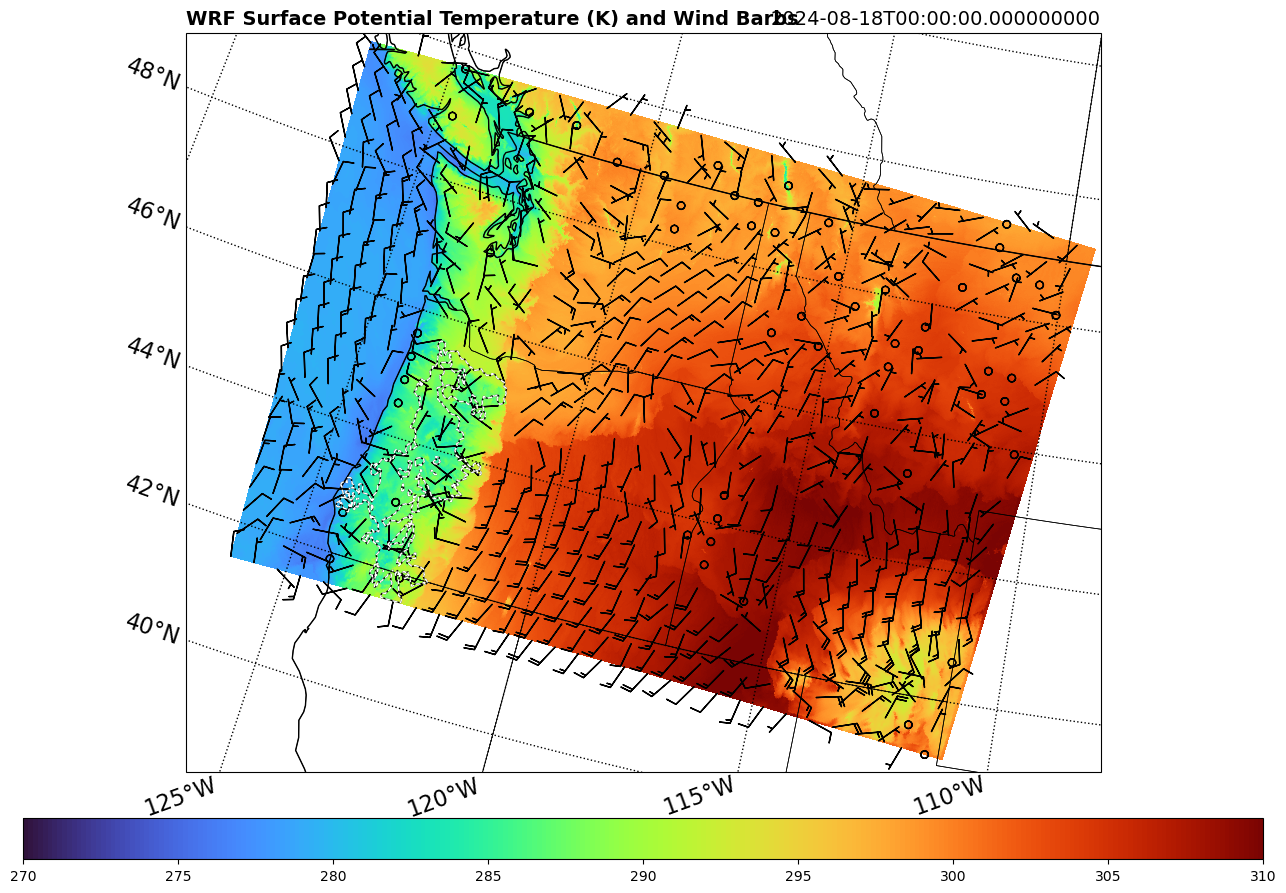 WRF Surface Potential Temperature (K) and Wind Barbs
2024-08-18T00:00:00.000000000
48°N
46°N
44°N
42°N
40°N
125°W 120°W 115°W 110°W
270 275 280 285 290 295 300 305 310